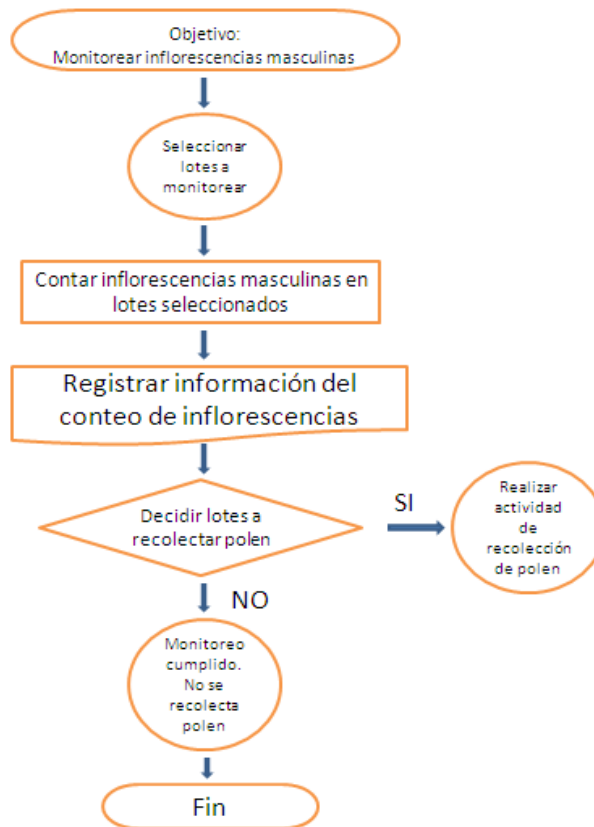 Objetivo:
Monitorear inflorescencias masculinas
Seleccionar
lotes a
monitorear
Contar inflorescencias masculinas en
lotes seleccionados
Registrar información del
conteo de inflorescencias
Decidir lotes a
recolectar polen
SI
Realizar
actividad
de
recolección
de polen
NO
Monitoreo
cumplido.
No se
recolecta
polen
Fin